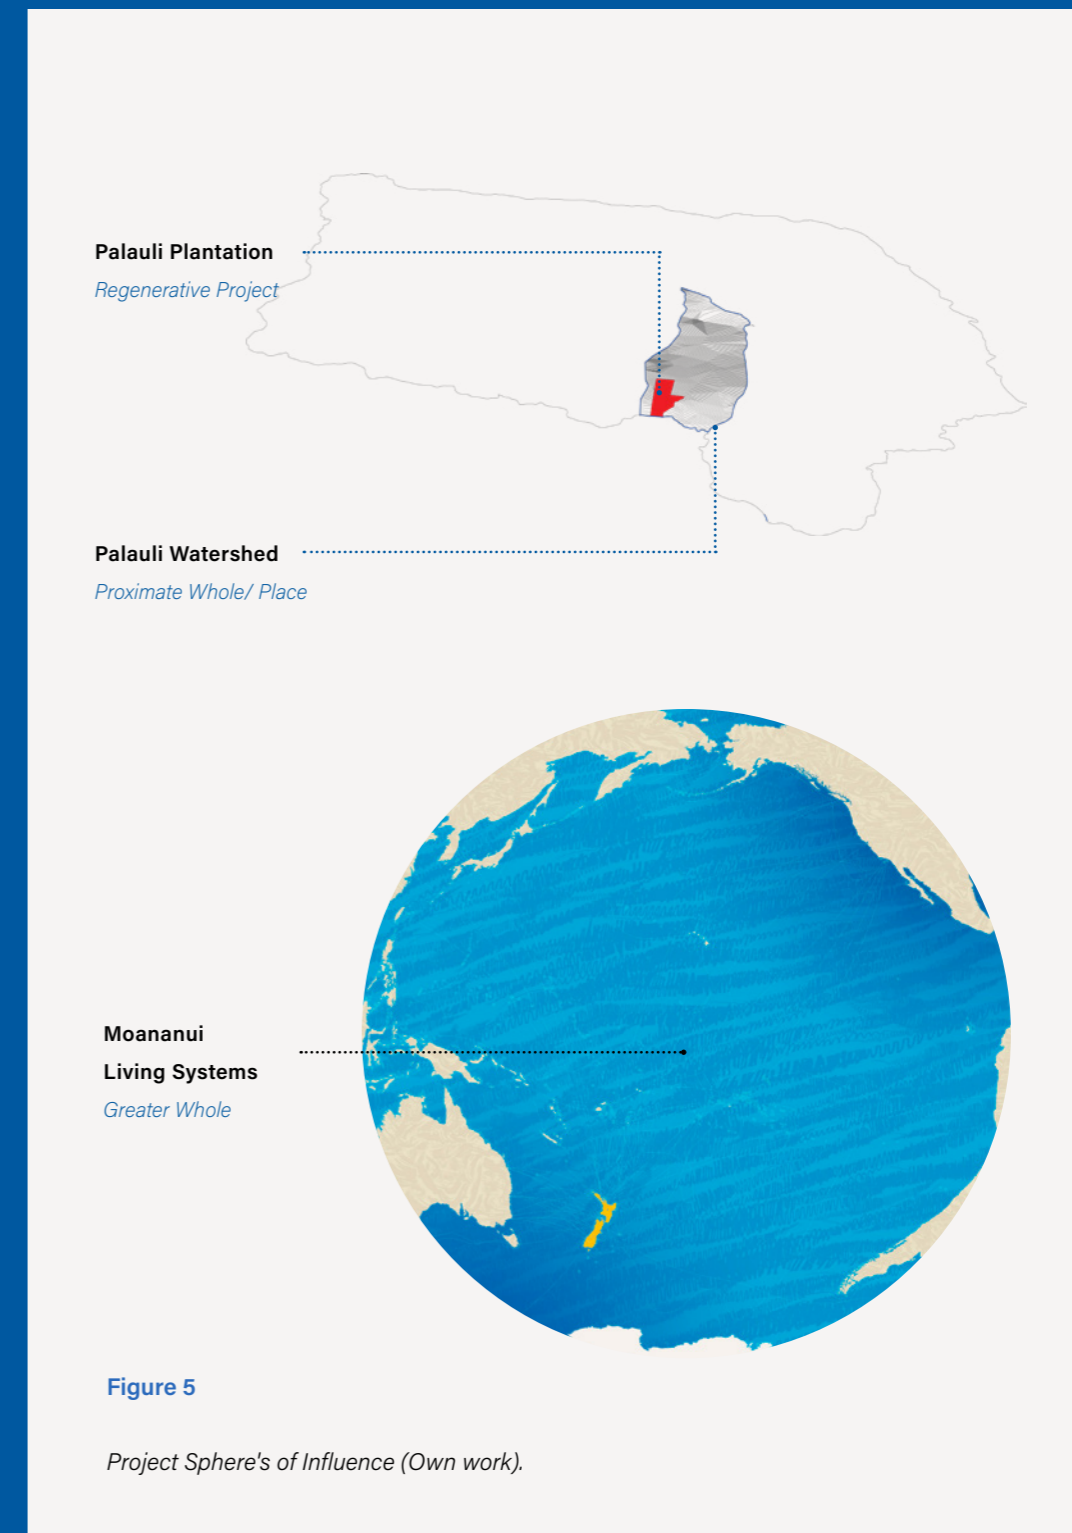 Palauli Plantation
Regenerative Project
Palauli Watershed
Proximate Whole/ Place
Moananui
Living Systems
Greater Whole
Figure 5
Project Sphere's of Influence (Own work).